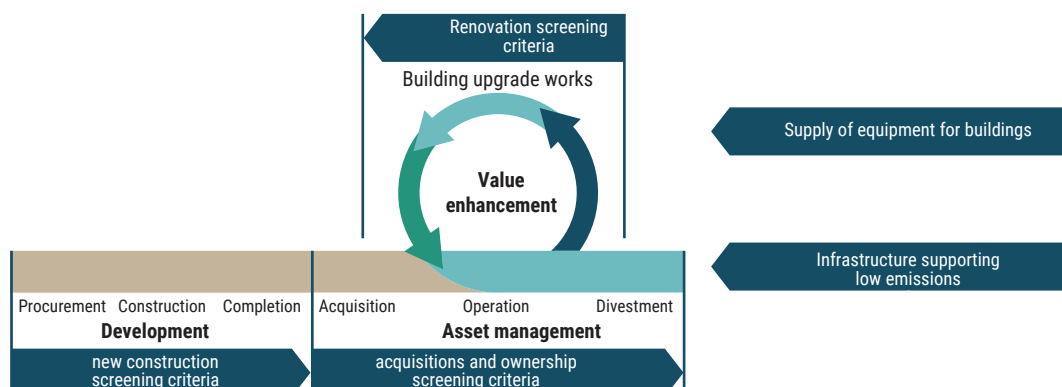 Renovation screening
criteria
Building upgrade works
Supply of equipment for buildings
Value
enhancement
Infrastructure supporting
low emissions
Procurement Construction Completion Acquisition Operation Divestment
Development Asset management
new construction
screening criteria
acquisitions and ownership
screening criteria